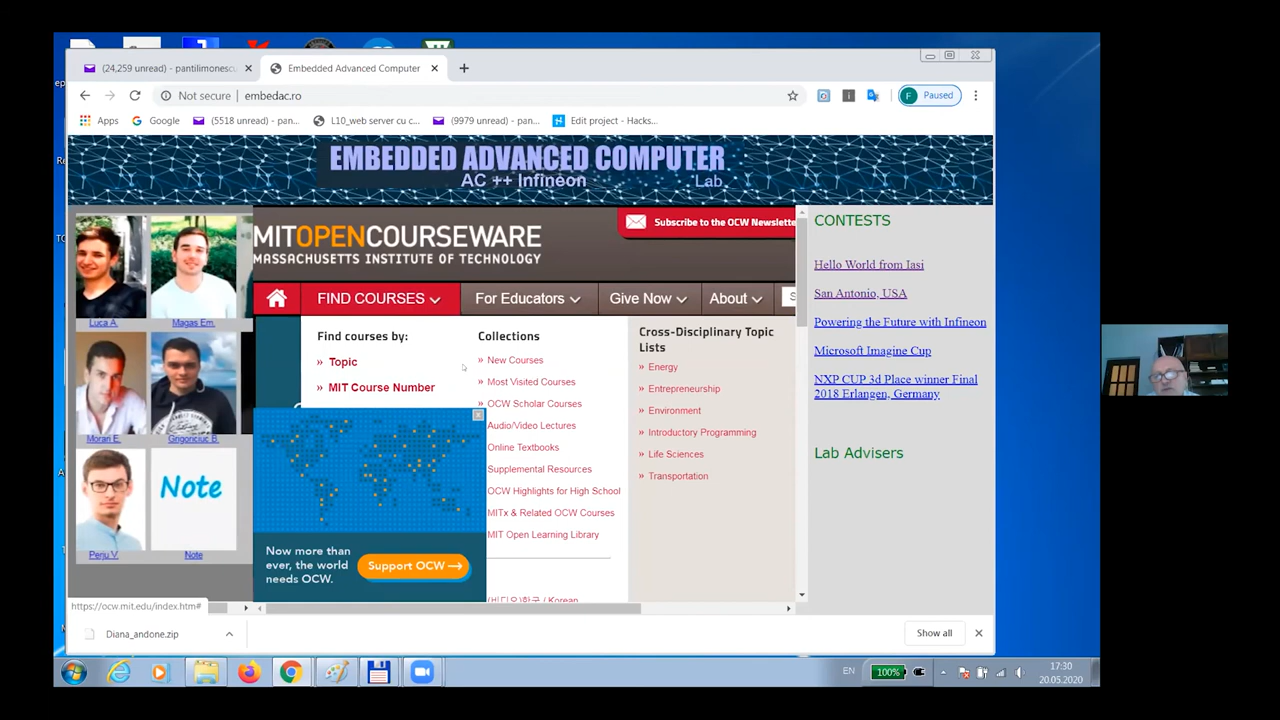 (24,259 unread) - pantilimonescu
Embedded Advanced Computer
Not secure | embedac.ro
Paused
Apps
Google
(5518 unread) - pan...
L10_web server cu c...
(9979 unread) - pan...
Edit project - Hacks...
EMBEDDED ADVANCED COMPUTER
AC ++ Infineon
Lab
MITOPENCOURSEWARE
MASSACHUSETTS INSTITUTE OF TECHNOLOGY
Subscribe to the OCW Newslette
FIND COURSES
For Educators
Give Now
About
S
Find courses by:
» Topic
» MIT Course Number
Collections
» New Courses
» Most Visited Courses
» OCW Scholar Courses
Audio/Video Lectures
Online Textbooks
Supplemental Resources
OCW Highlights for High School
MITx & Related OCW Courses
MIT Open Learning Library
(비디오)한국 / Korean
Cross-Disciplinary Topic
Lists
» Energy
» Entrepreneurship
» Environment
» Introductory Programming
» Life Sciences
» Transportation
Now more than
ever, the world
needs OCW.
Support OCW
Luca A.
Magas Em.
Morari E.
Grigoriciuc B.
Note
Perju V.
Note
CONTESTS
Hello World from Iasi
San Antonio, USA
Powering the Future with Infineon
Microsoft Imagine Cup
NXP CUP 3d Place winner Final
2018 Erlangen, Germany
Lab Advisers
https://ocw.mit.edu/index.htm#
Diana_andone.zip
Show all
EN
100%
17:30
20.05.2020